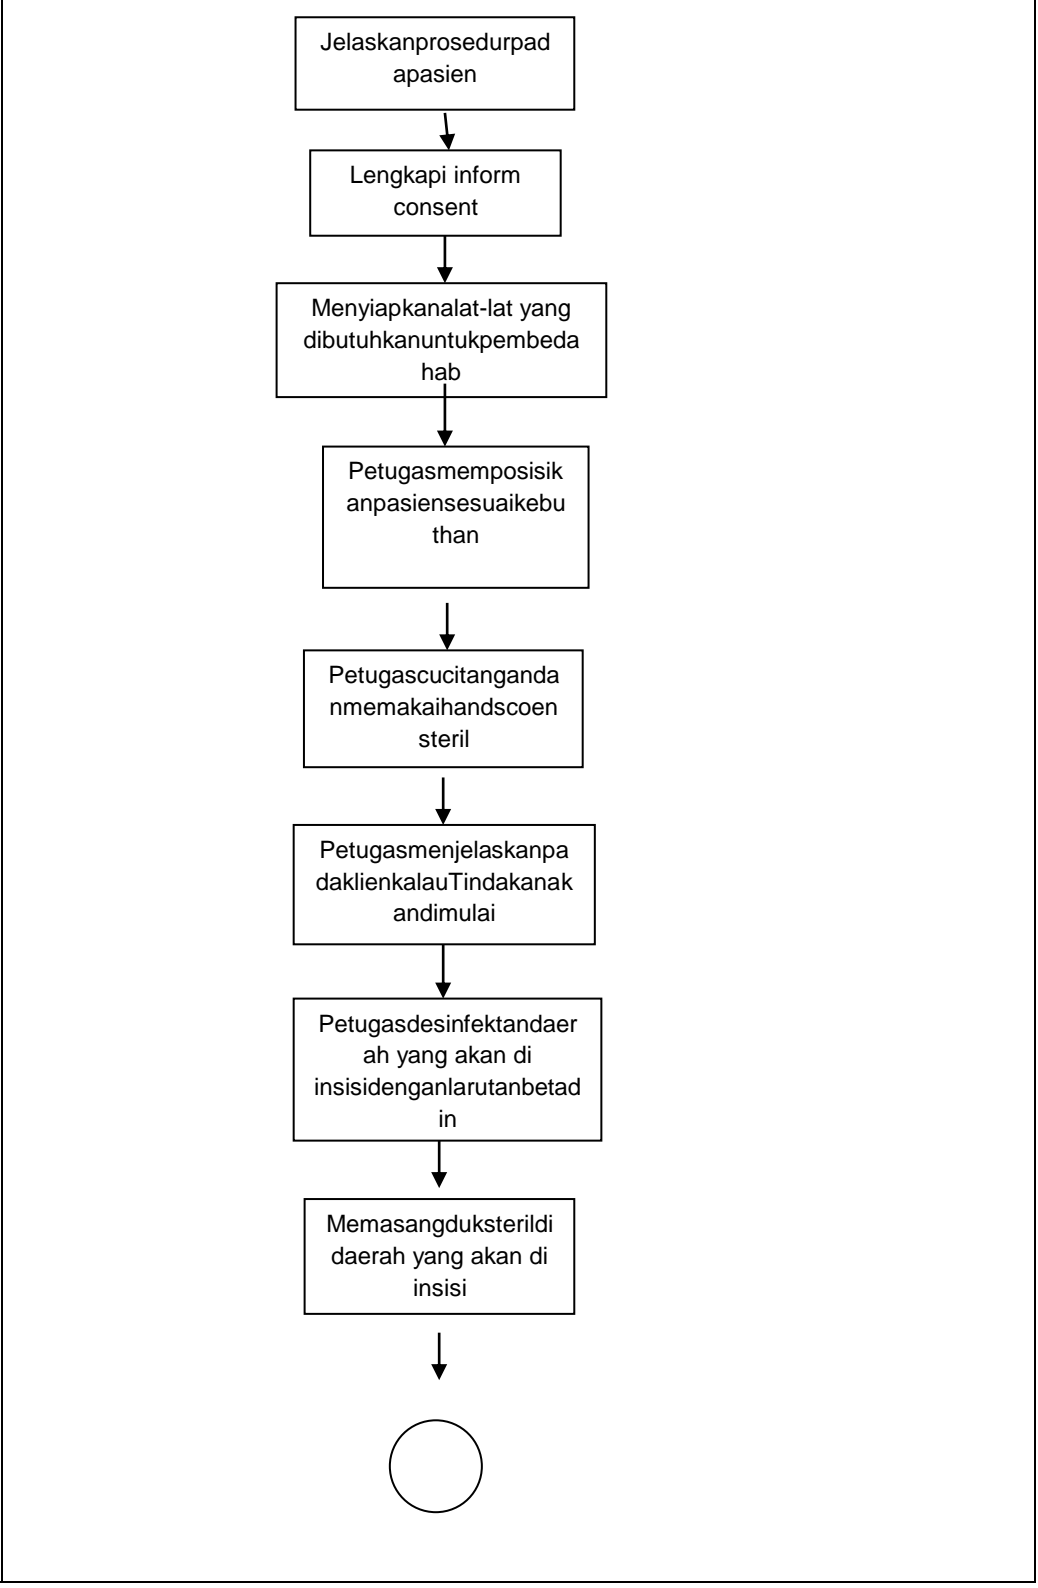 Jelaskanprosedurpad
apasien
Lengkapi inform
consent
Menyiapkanalat-lat yang
dibutuhkanuntukpembeda
hab
Petugasmemposisik
anpasiensesuaikebu
than
Petugascucitanganda
nmemakaihandscoen
steril
Petugasmenjelaskanpa
daklienkalauTindakanak
andimulai
Petugasdesinfektandaer
ah yang akan di
insisidenganlarutanbetad
in
Memasangduksterildi
daerah yang akan di
insisi